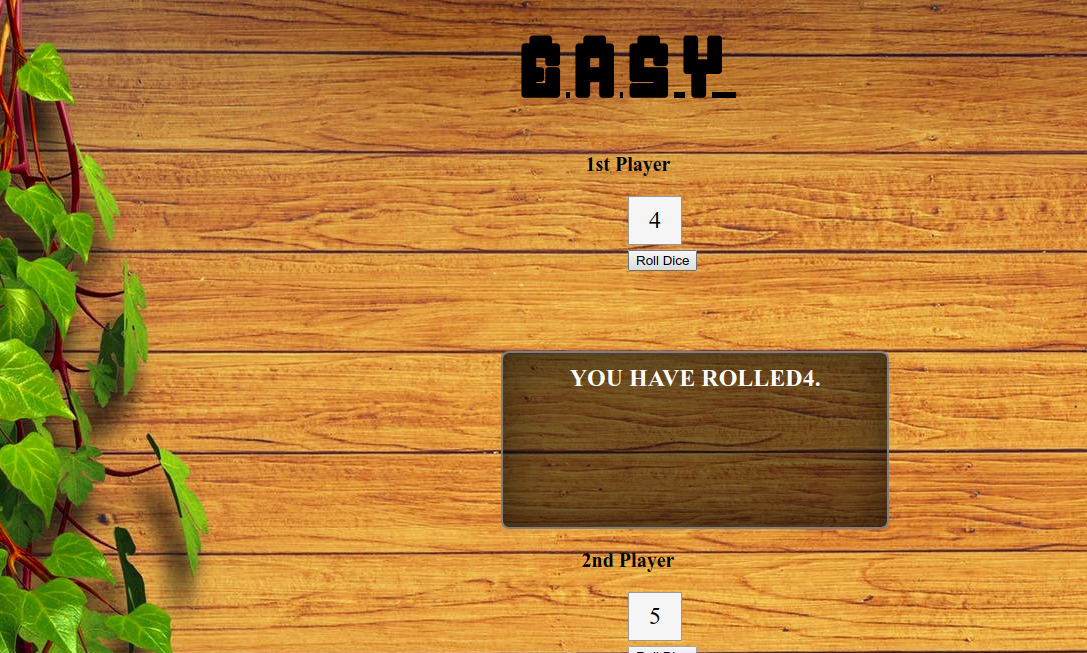 G.A.S.Y_
1st Player
4
Roll Dice
YOU HAVE ROLLED4.
2nd Player
5